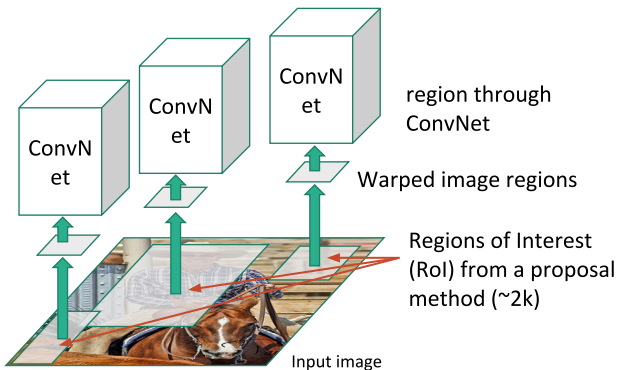 ConvN
et
ConvN
et
ConvN
et
region through
ConvNet
Warped image regions
Regions of Interest
(RoI) from a proposal
method (~2k)
Input image